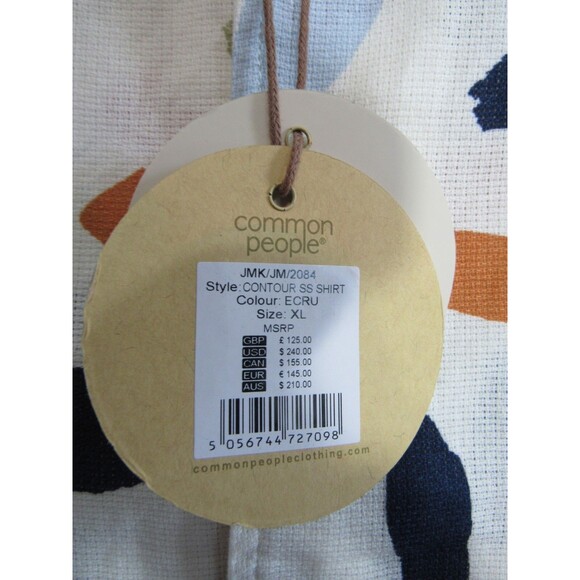 common
people®
JMK/JM/2084
Style: CONTOUR SS SHIRT
Colour: ECRU
Size: XL
MSRP
GBP £ 125.00
USD $ 240.00
CAN $ 155.00
EUR € 145.00
AUS $ 210.00
5 056744 727098
commonpeopleclothing.com